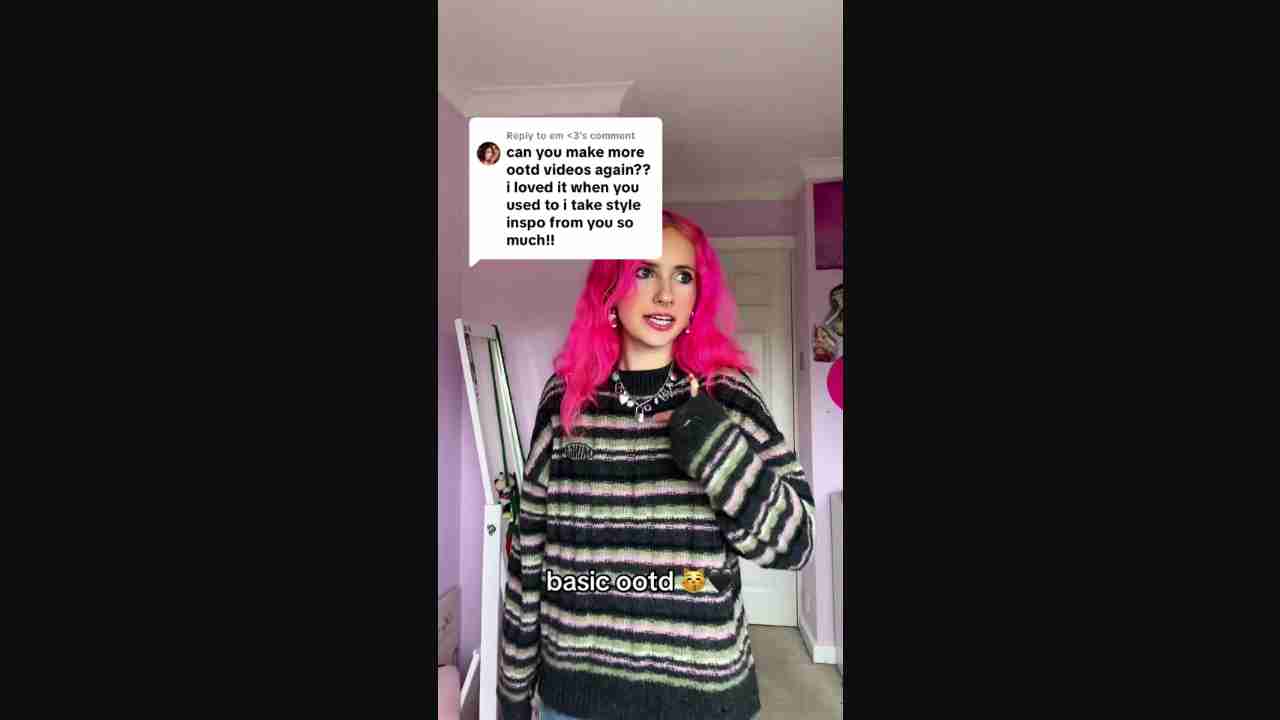 Reply to em <3's comment
can you make more
ootd videos again??
i loved it when you
used to i take style
inspo from you so
much!!
basic ootd 😽🖤